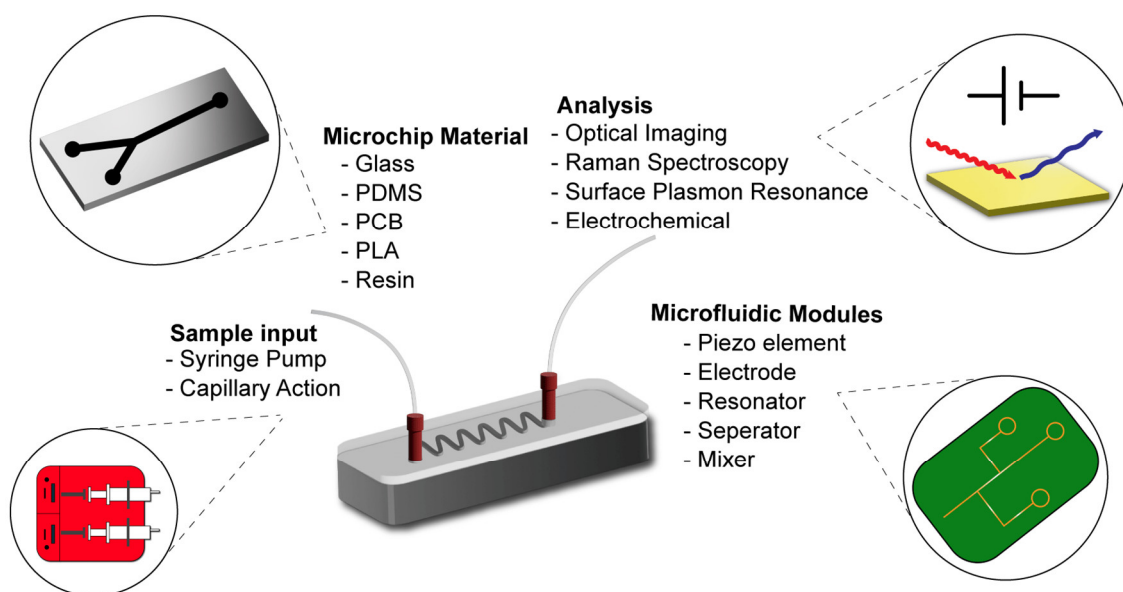 Microchip Material
- Glass
- PDMS
- PCB
- PLA
- Resin
Analysis
- Optical Imaging
- Raman Spectroscopy
- Surface Plasmon Resonance
- Electrochemical
Sample input
- Syringe Pump
- Capillary Action
Microfluidic Modules
- Piezo element
- Electrode
- Resonator
- Seperator
- Mixer